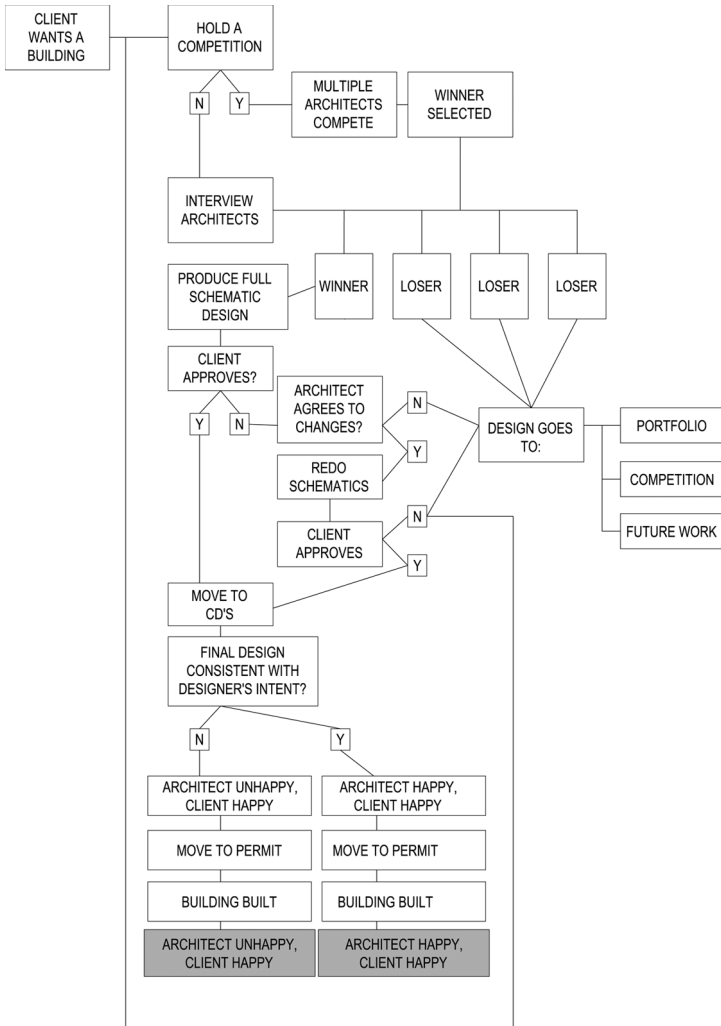 CLIENT
WANTS A
BUILDING
HOLD A
COMPETITION
N
Y
MULTIPLE
ARCHITECTS
COMPETE
WINNER
SELECTED
INTERVIEW
ARCHITECTS
PRODUCE FULL
SCHEMATIC
DESIGN
WINNER
LOSER
LOSER
LOSER
CLIENT
APPROVES?
Y
N
ARCHITECT
AGREES TO
CHANGES?
N
Y
DESIGN GOES
TO:
PORTFOLIO
COMPETITION
FUTURE WORK
REDO
SCHEMATICS
CLIENT
APPROVES
N
Y
MOVE TO
CD'S
FINAL DESIGN
CONSISTENT WITH
DESIGNER'S INTENT?
N
Y
ARCHITECT UNHAPPY,
CLIENT HAPPY
ARCHITECT HAPPY,
CLIENT HAPPY
MOVE TO PERMIT
MOVE TO PERMIT
BUILDING BUILT
BUILDING BUILT
ARCHITECT UNHAPPY,
CLIENT HAPPY
ARCHITECT HAPPY,
CLIENT HAPPY